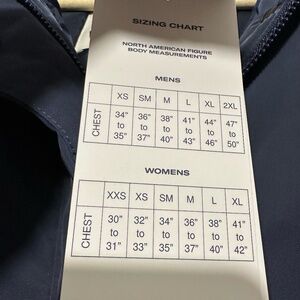 SIZING CHART
NORTH AMERICAN FIGURE
BODY MEASUREMENTS
MENS
XS SM M L XL 2XL
CHEST
34" 36" 38" 41" 44" 47"
to to to to to to
35" 37" 40" 43" 46" 50"
WOMENS
XXS XS SM M L XL
CHEST
30" 32" 34" 36" 38" 41"
to to to to to to
31" 33" 35" 37" 40" 42"